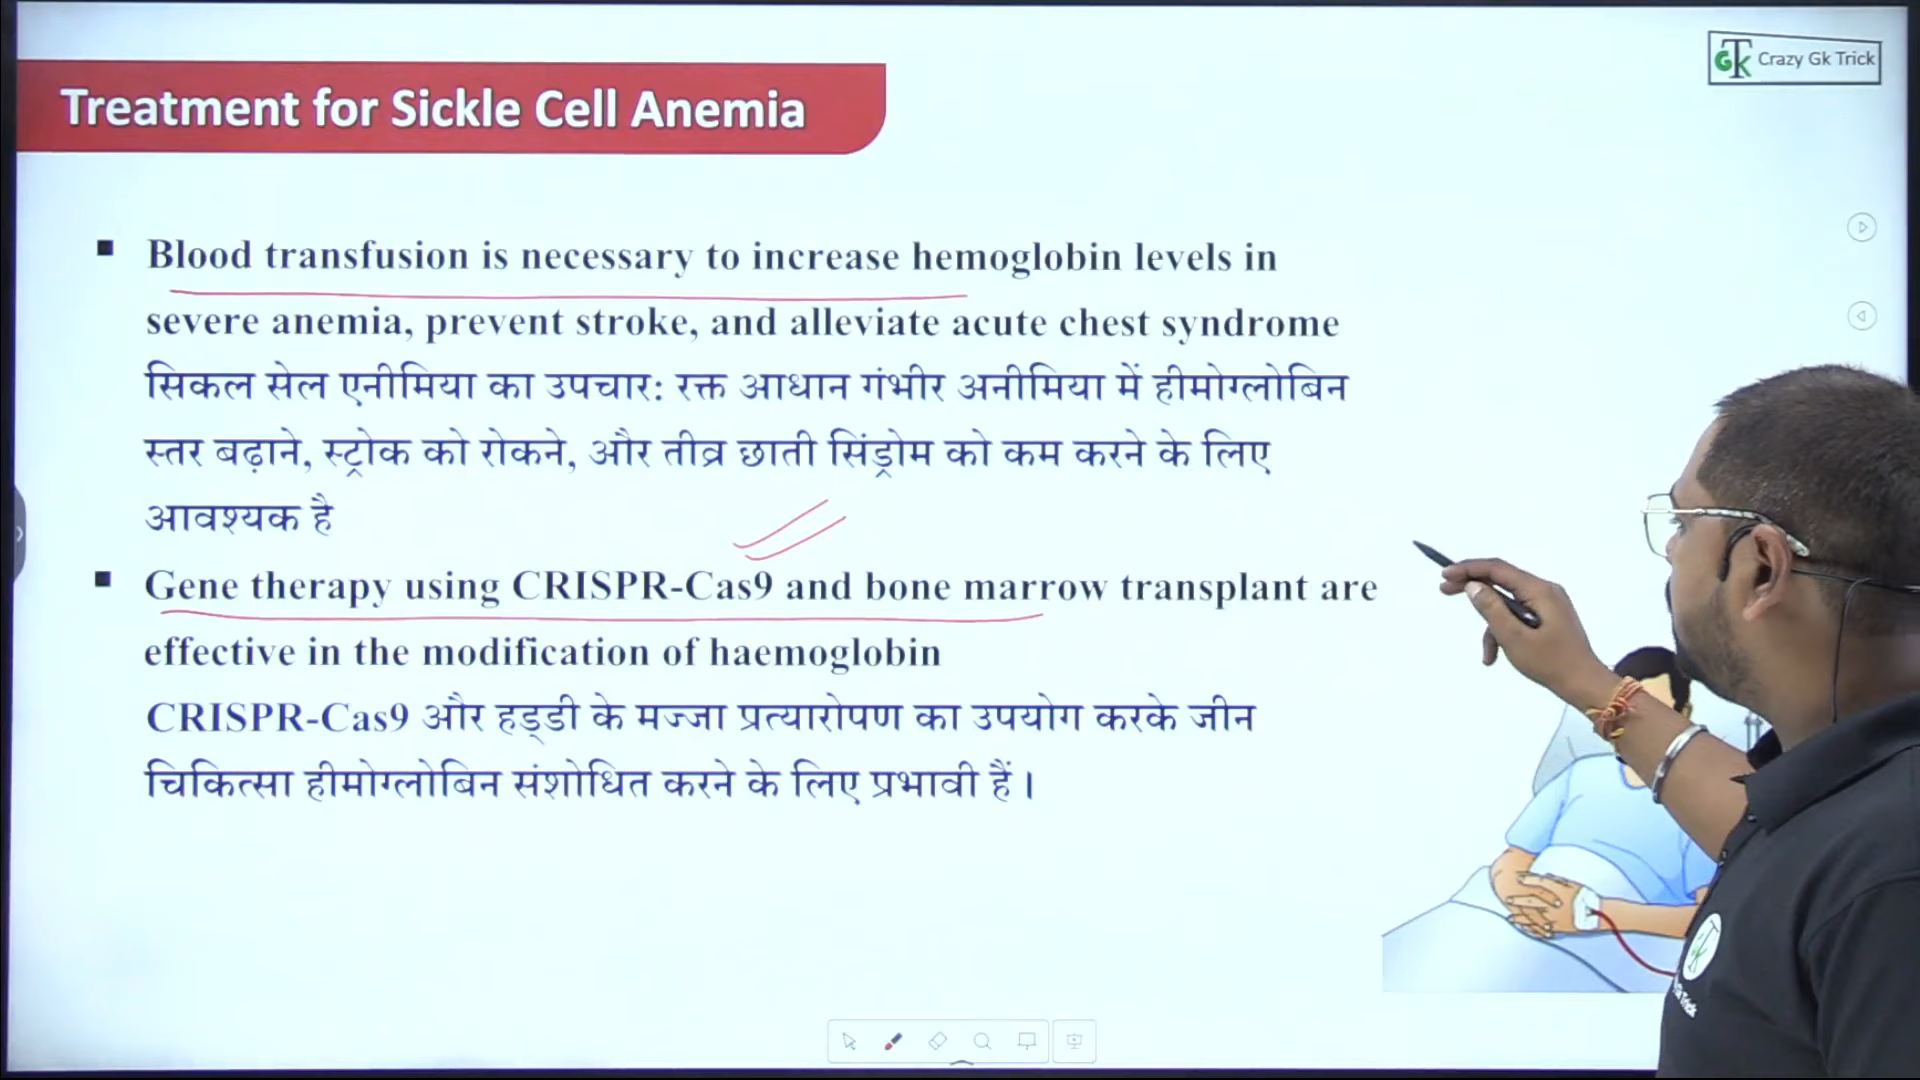 GTK Crazy Gk Trick
Treatment for Sickle Cell Anemia
▪ Blood transfusion is necessary to increase hemoglobin levels in
severe anemia, prevent stroke, and alleviate acute chest syndrome
सिकल सेल एनीमिया का उपचार: रक्त आधान गंभीर अनीमिया में हीमोग्लोबिन
स्तर बढ़ाने, स्ट्रोक को रोकने, और तीव्र छाती सिंड्रोम को कम करने के लिए
आवश्यक है
▪ Gene therapy using CRISPR-Cas9 and bone marrow transplant are
effective in the modification of haemoglobin
CRISPR-Cas9 और हड्डी के मज्जा प्रत्यारोपण का उपयोग करके जीन
चिकित्सा हीमोग्लोबिन संशोधित करने के लिए प्रभावी हैं।